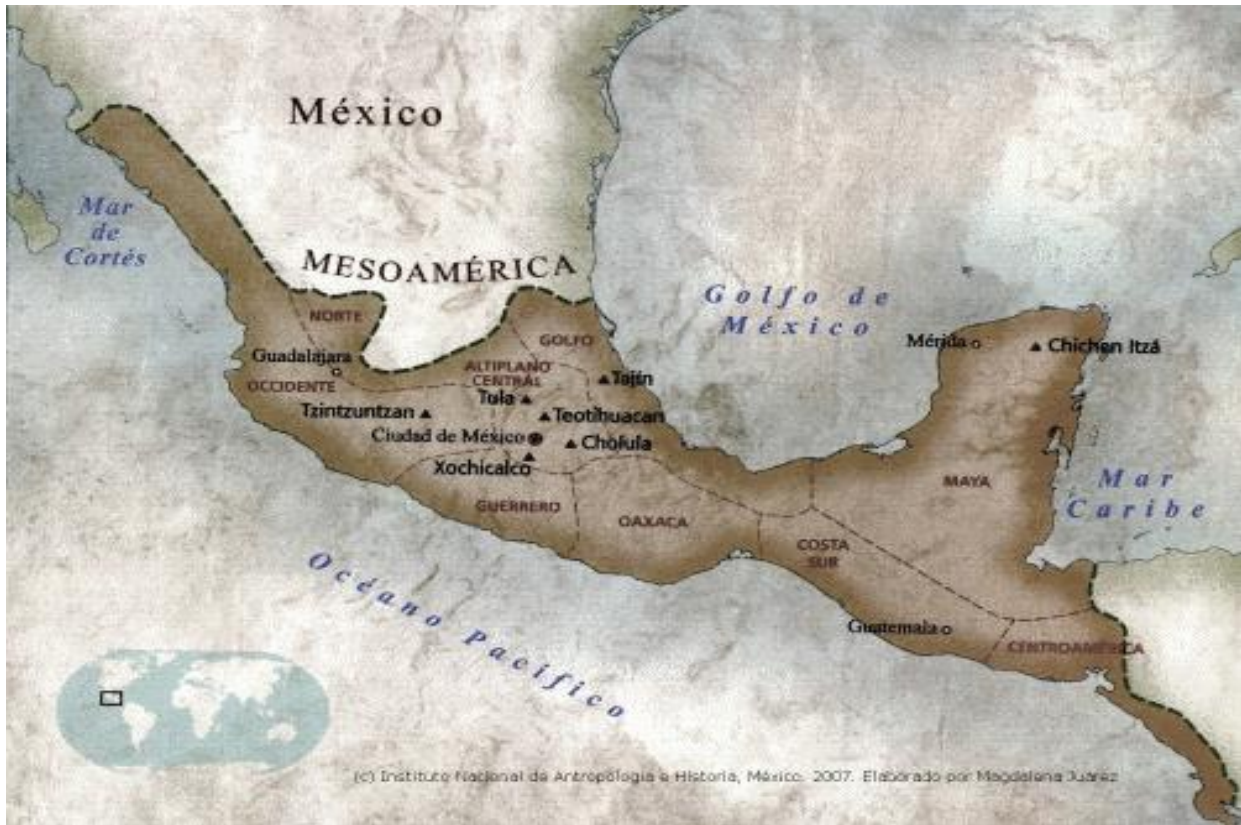 México
Mar
de
Cortés
MESOAMÉRICA
Golfo de
México
NORTE
GOLFO
Mérida
Chichen Itzá
Guadalajara
ALTIPLANO
CENTRAL
OCCIDENTE
Tajín
Tula
Tzintzuntzan
Teotihuacan
Ciudad de México
Cholula
Xochicalco
MAYA
Mar
Caribe
GUERRERO
OAXACA
COSTA
SUR
Océano Pacífico
Guatemala
CENTROAMÉRICA
(c) Instituto Nacional de Antropología e Historia, México. 2007. Elaborado por Magdalena Juárez